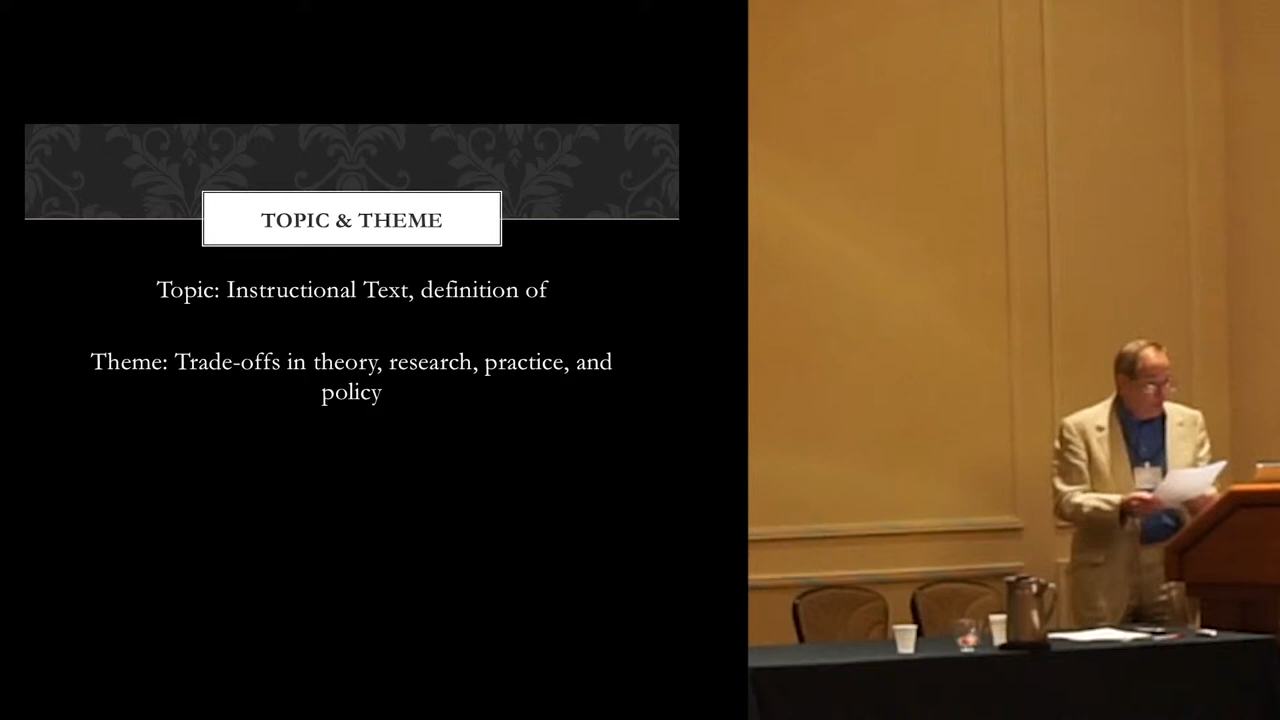 TOPIC & THEME
Topic: Instructional Text, definition of
Theme: Trade-offs in theory, research, practice, and
policy